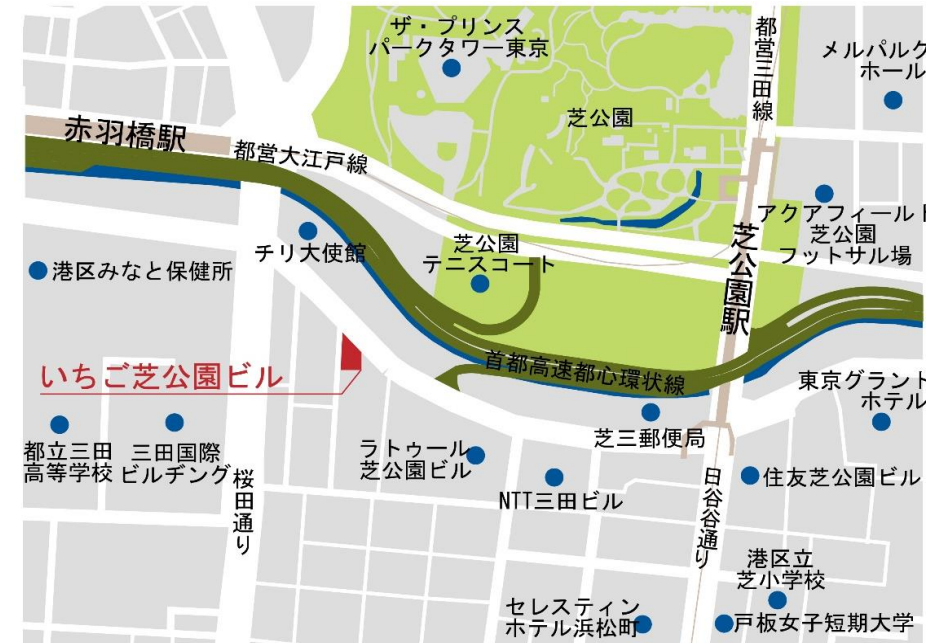 ザ・プリンス
パークタワー東京
都営三田線
メルパルク
ホール
芝公園
赤羽橋駅
都営大江戸線
アクアフィールド
芝公園
フットサル場
チリ大使館
芝公園
テニスコート
芝公園駅
港区みなと保健所
いちご芝公園ビル
首都高速都心環状線
東京グランド
ホテル
芝三郵便局
都立三田
高等学校
三田国際
ビルヂング
桜田通り
ラトゥール
芝公園ビル
NTT三田ビル
日谷谷通り
住友芝公園ビル
港区立
芝小学校
セレスティン
ホテル浜松町
戸板女子短期大学